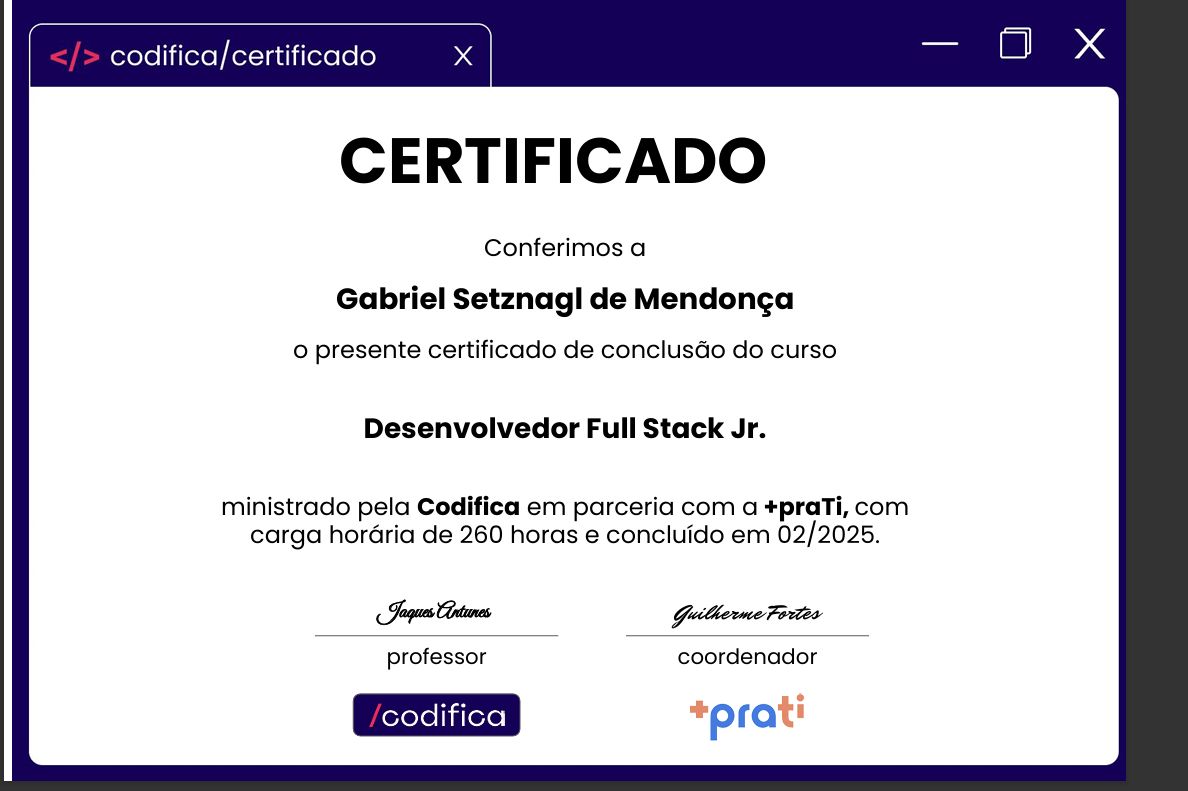 </> codifica/certificado X
X
CERTIFICADO
Conferimos a
Gabriel Setznagl de Mendonça
o presente certificado de conclusão do curso
Desenvolvedor Full Stack Jr.
ministrado pela Codifica em parceria com a +praTi, com
carga horária de 260 horas e concluído em 02/2025.
Jaques Antunes
professor
/codifica
Guilherme Fortes
coordenador
+prati